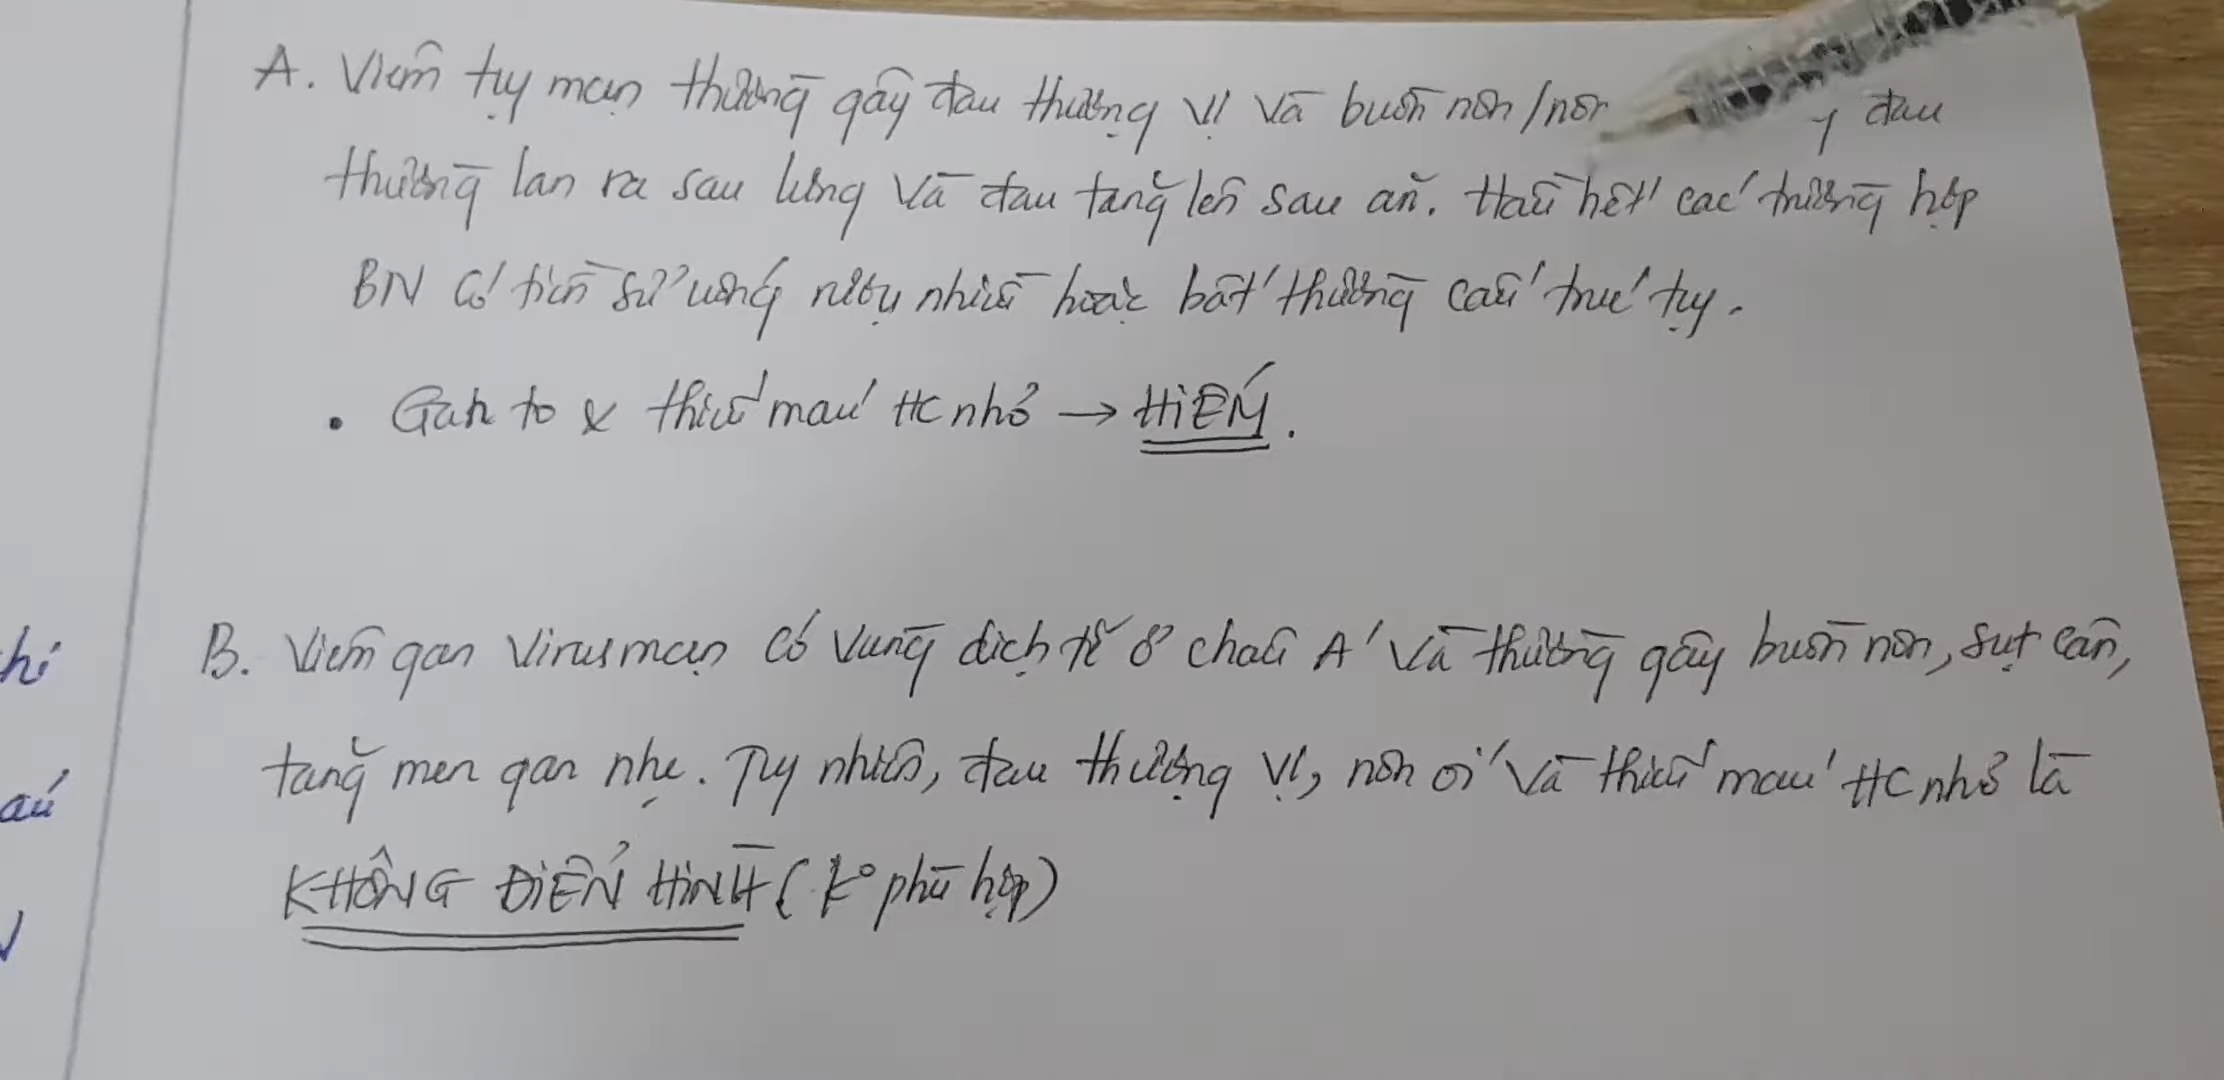 A. Viêm tụy mạn thường gây đau thượng vị và buồn nôn/nôn đau
thường lan ra sau lưng và đau tăng lên sau ăn. Hầu hết các trường hợp
BN có tiền sử uống rượu nhiều hoặc bất thường cấu trúc tụy.
• Gan to & thiếu máu HC nhỏ → HIẾM.
hí
B. Viêm gan virus mạn có vùng dịch tễ ở châu Á và thường gây buồn nôn, sụt cân,
tăng men gan nhẹ. Tuy nhiên, đau thượng vị, nôn ói và thiếu máu HC nhỏ là
KHÔNG ĐIỂN HÌNH (k° phù hợp)